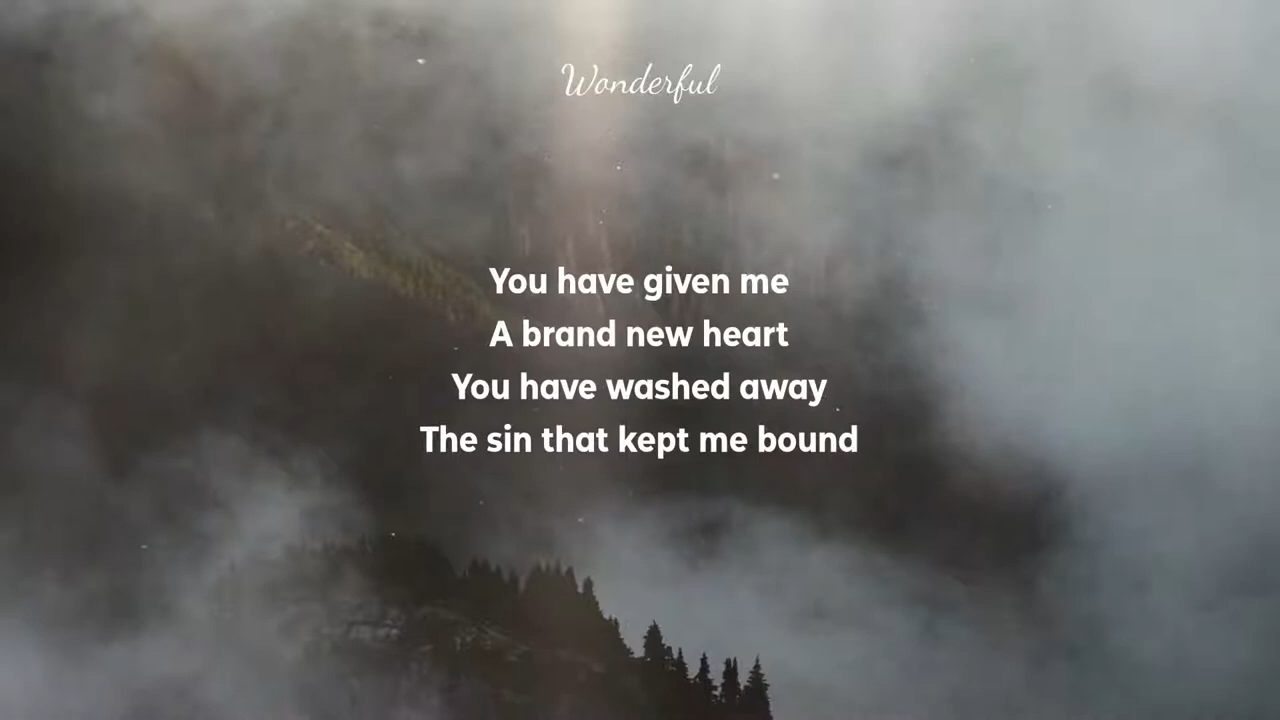 Wonderful
You have given me
A brand new heart
You have washed away
The sin that kept me bound